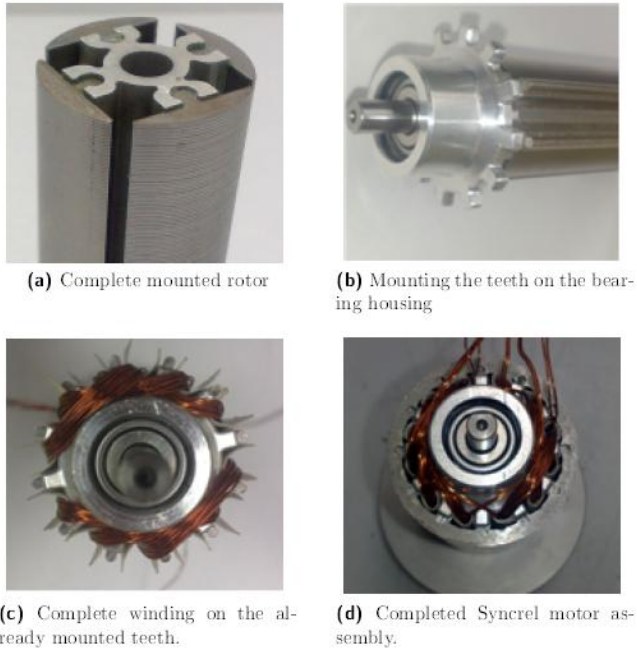 (a) Complete mounted rotor
(b) Mounting the teeth on the bear-
ing housing
(c) Complete winding on the al-
ready mounted teeth.
(d) Completed Syncrel motor as-
sembly.